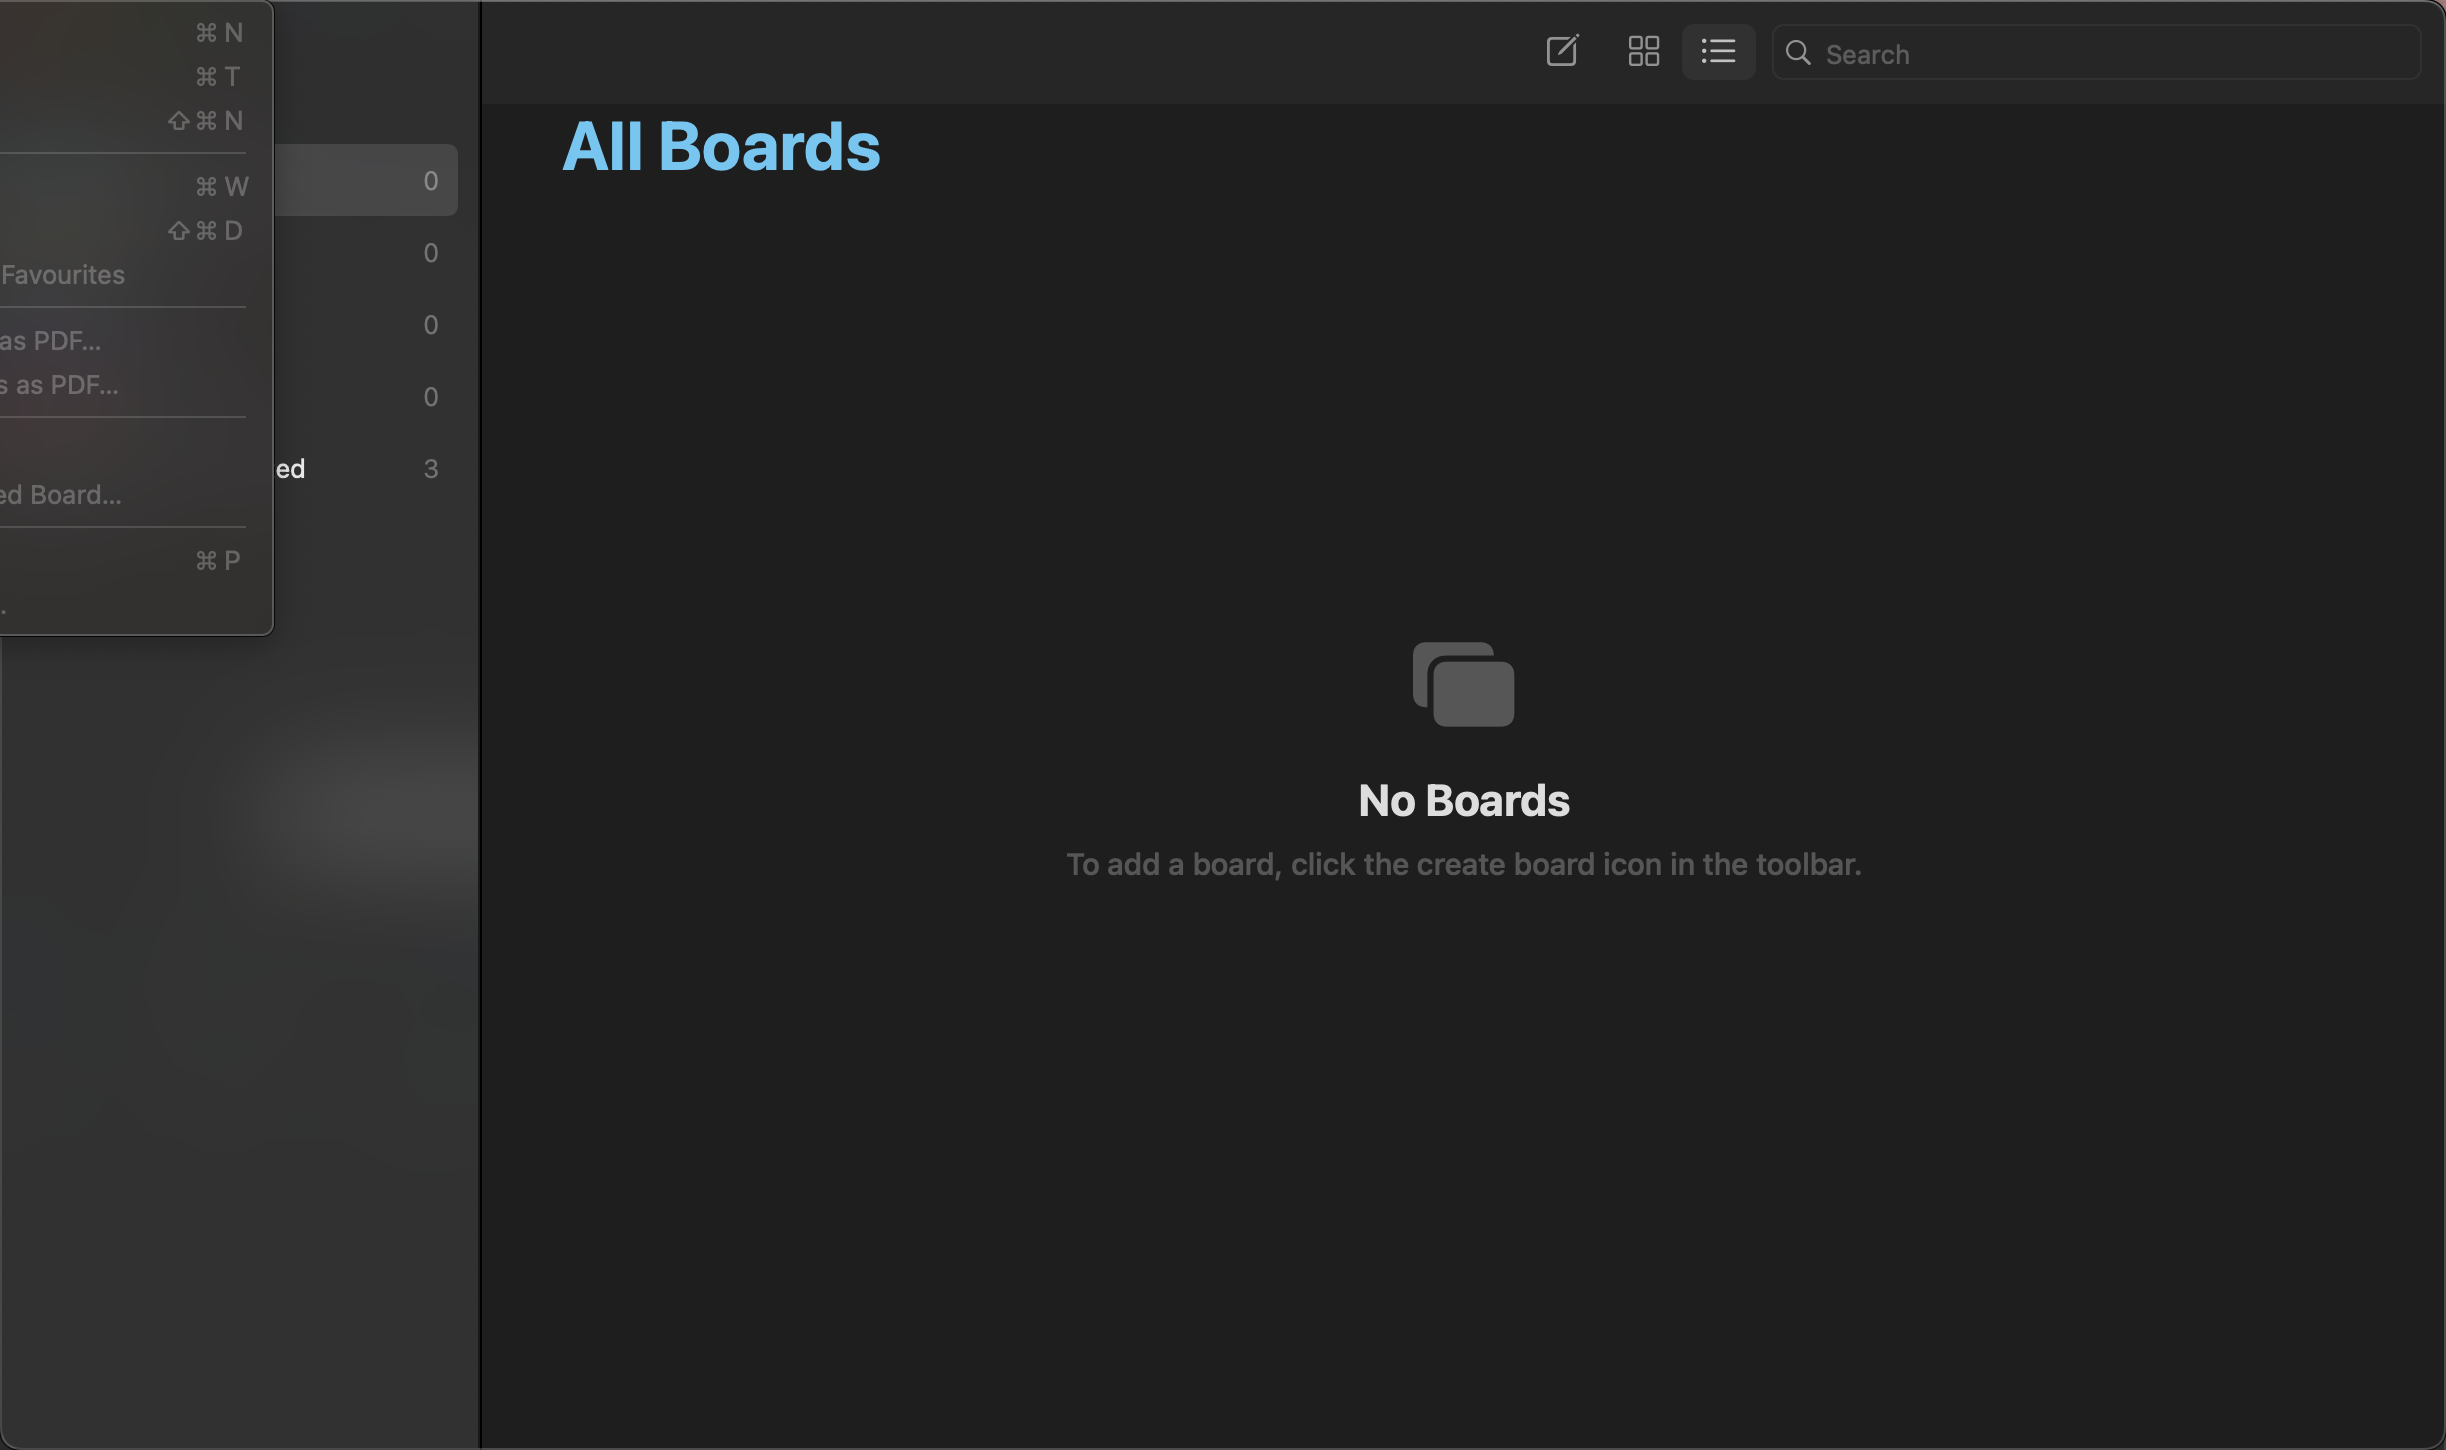 ⌘ N
⌘ T
⇧ ⌘ N
⌘ W
⇧ ⌘ D
Favourites
as PDF...
s as PDF...
ed Board...
⌘ P
.
0
0
0
0
ed 3
Search
All Boards
No Boards
To add a board, click the create board icon in the toolbar.